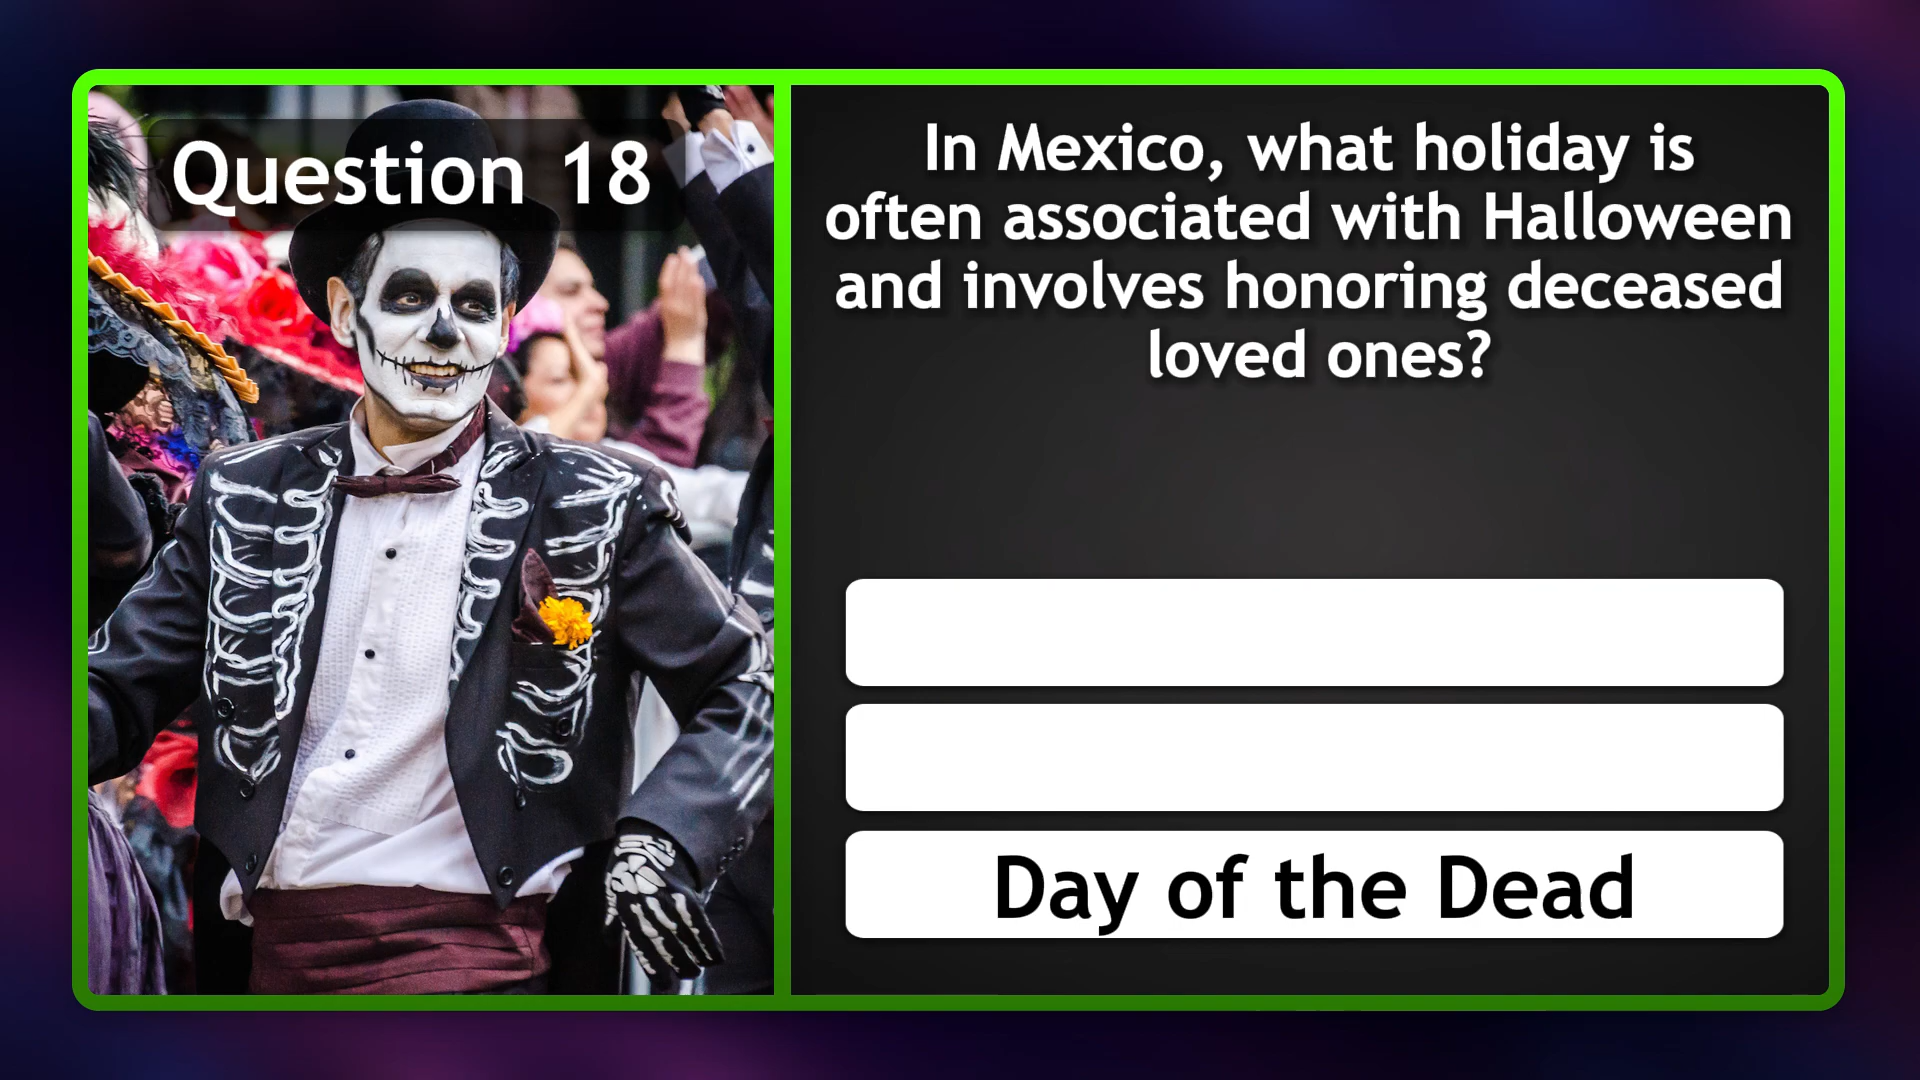 Question 18
In Mexico, what holiday is
often associated with Halloween
and involves honoring deceased
loved ones?
Day of the Dead